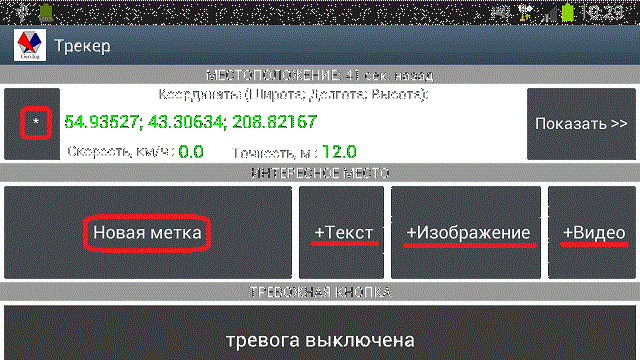 10:29
Geolog
Трекер
МЕСТОПОЛОЖЕНИЕ: 41 сек. назад
Координаты (Широта; Долгота; Высота):
*
54.93527; 43.30634; 208.82167
Показать >>
Скорость, км/ч: 0.0 Точность, м: 12.0
ИНТЕРЕСНОЕ МЕСТО
Новая метка +Текст +Изображение +Видео
ТРЕВОЖНАЯ КНОПКА
тревога выключена